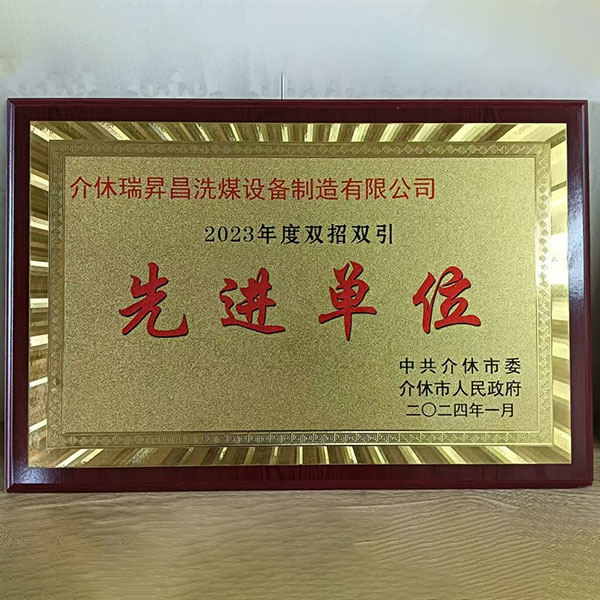 介休瑞昇昌洗煤设备制造有限公司
2023年度双招双引
先进单位
中共介休市委
介休市人民政府
二〇二四年一月